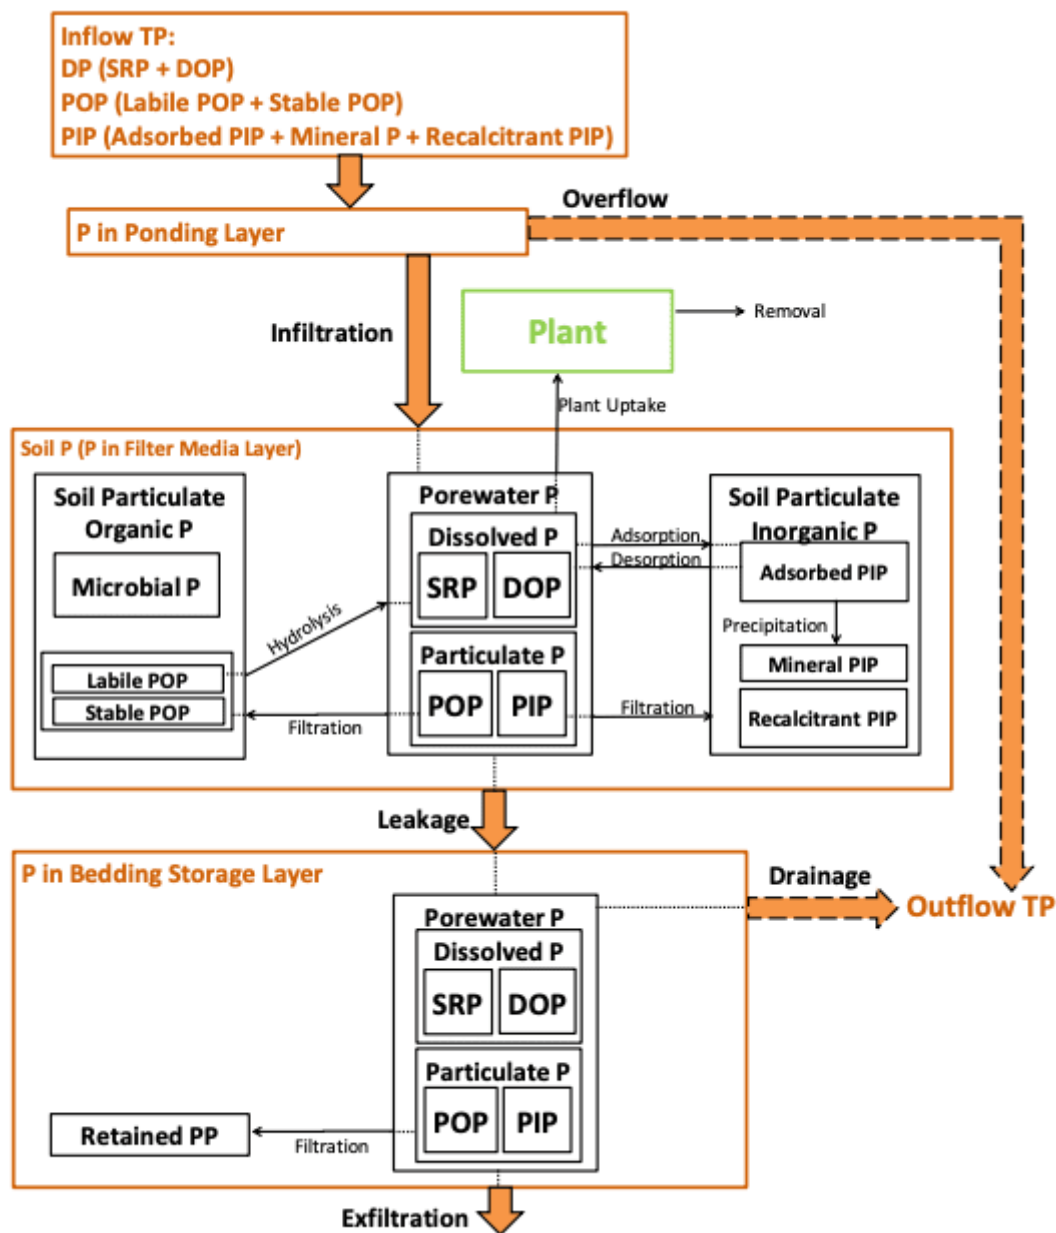 Inflow TP:
DP (SRP + DOP)
POP (Labile POP + Stable POP)
PIP (Adsorbed PIP + Mineral P + Recalcitrant PIP)
Overflow
P in Ponding Layer
Infiltration
Plant
Removal
Plant Uptake
Soil P (P in Filter Media Layer)
Soil Particulate
Organic P
Microbial P
Labile POP
Stable POP
Hydrolysis
Filtration
Porewater P
Dissolved P
SRP
DOP
Particulate P
POP
PIP
Adsorption
Desorption
Filtration
Soil Particulate
Inorganic P
Adsorbed PIP
Precipitation
Mineral PIP
Recalcitrant PIP
Leakage
P in Bedding Storage Layer
Drainage
Outflow TP
Porewater P
Dissolved P
SRP
DOP
Particulate P
POP
PIP
Retained PP
Filtration
Exfiltration